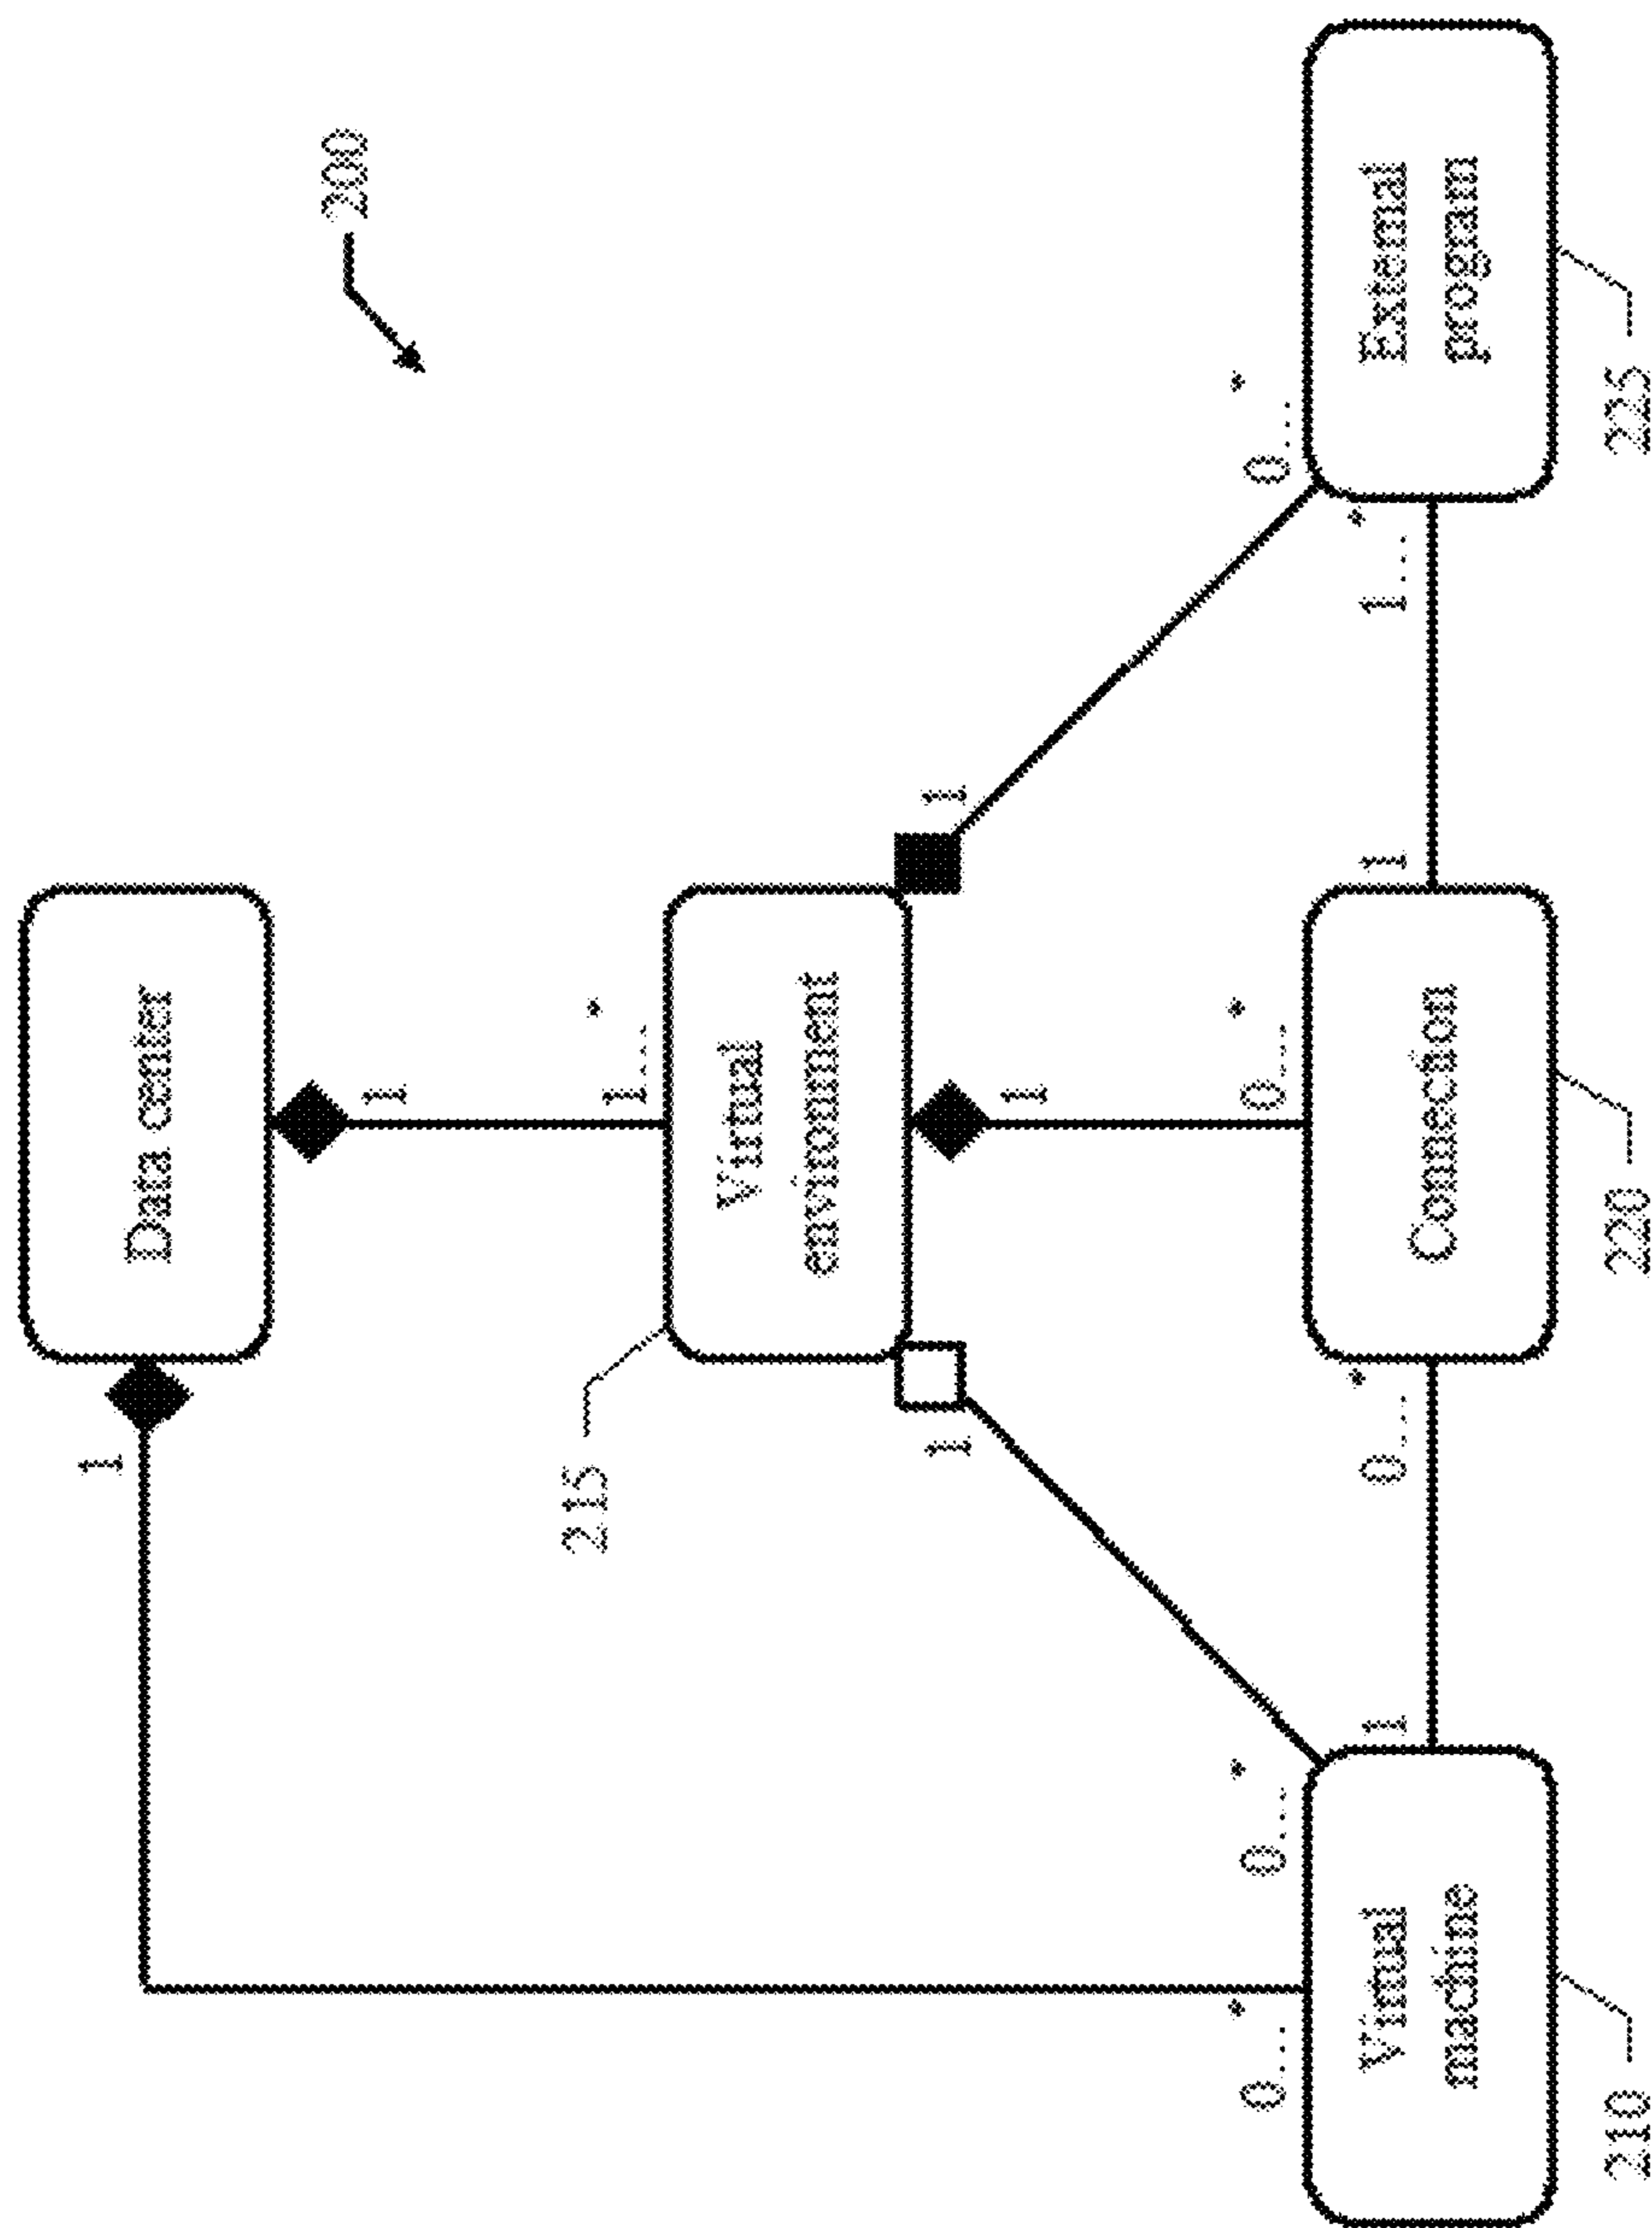 200
Data center
1
1
1...*
215
Virtual
environment
1
1
1
0...*
0...*
0...*
0...*
Virtual
machine
1
0...*
Connection
1
1...*
External
program
210
220
225